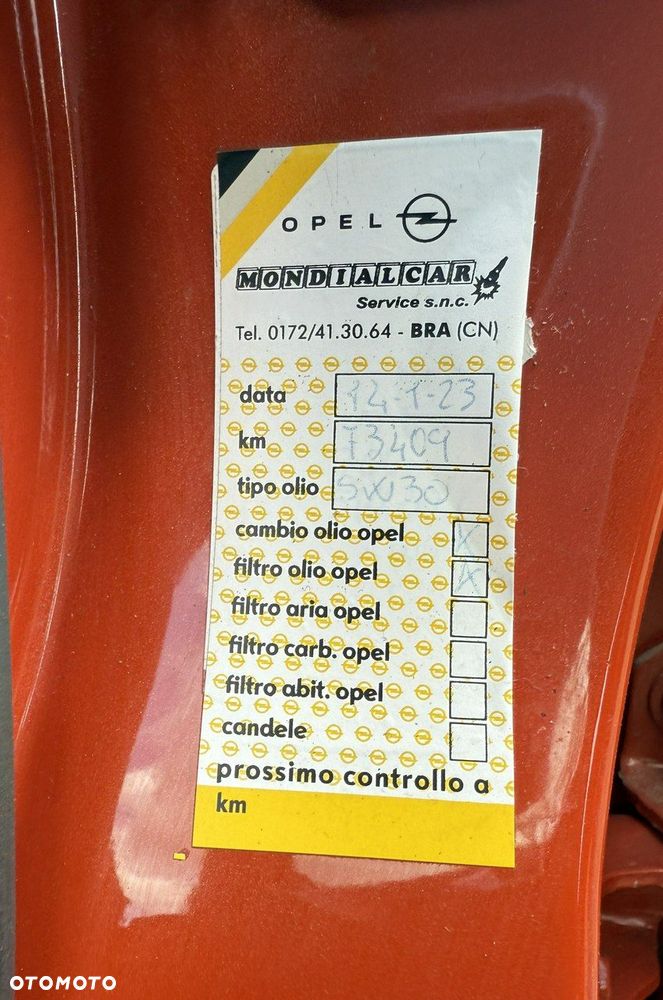 OPEL
MONDIALCAR
Service s.n.c.
Tel. 0172/41.30.64 - BRA (CN)
data 12-1-23
km 73409
tipo olio 5W30
cambio olio opel X
filtro olio opel X
filtro aria opel
filtro carb. opel
filtro abit. opel
candele
prossimo controllo a
km
OTOMOTO